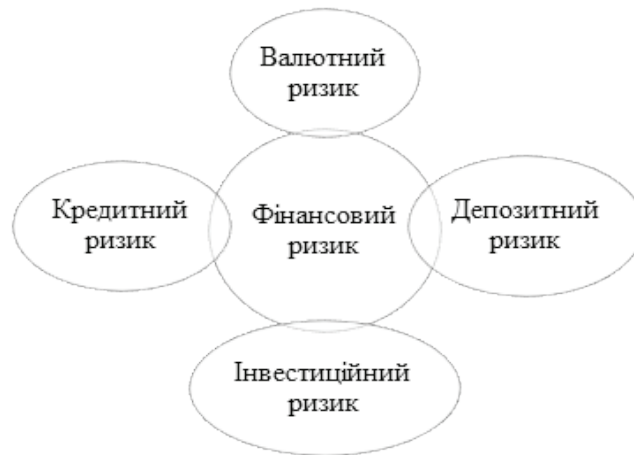 Валютний
ризик
Кредитний
ризик
Фінансовий
ризик
Депозитний
ризик
Інвестиційний
ризик